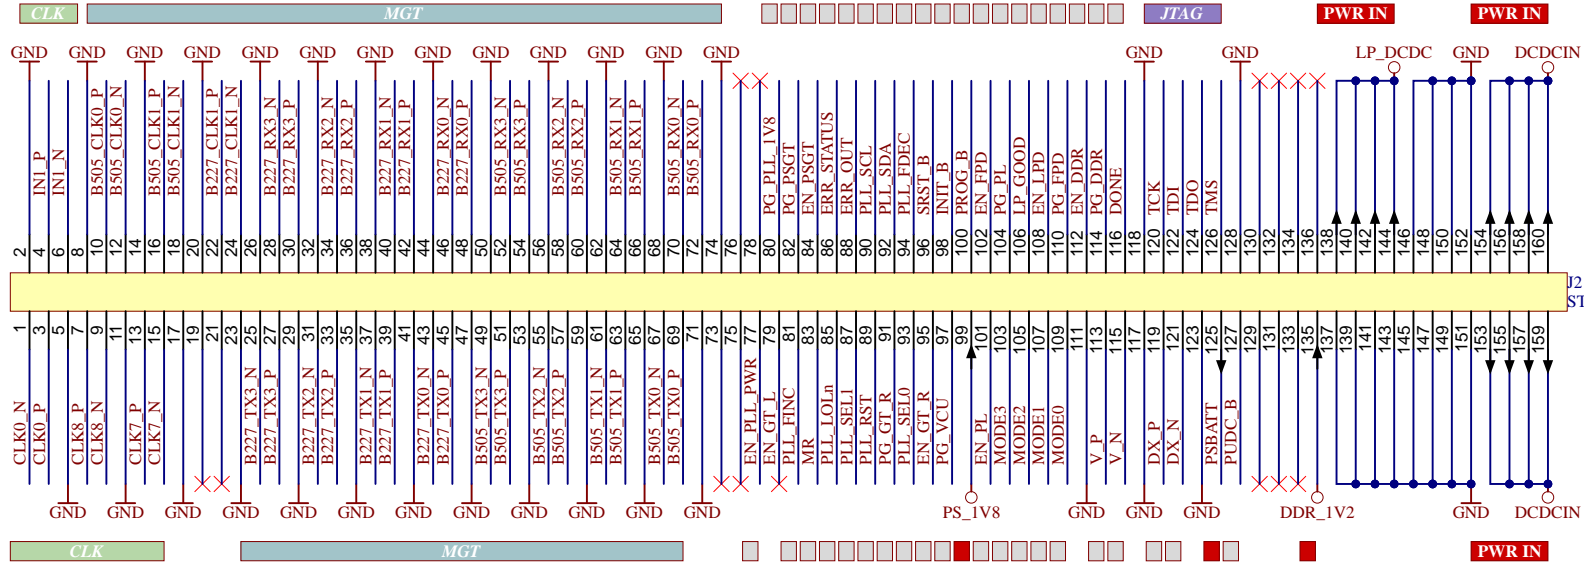 CLK MGT JTAG PWR IN PWR IN
GND GND GND GND GND GND GND GND GND GND GND GND GND GND GND LP_DCDC GND DCDCIN
IN1_P IN1_N B505_CLK0_P B505_CLK0_N B505_CLK1_P B505_CLK1_N B227_CLK1_P B227_CLK1_N B227_RX3_N B227_RX3_P B227_RX2_N B227_RX2_P B227_RX1_N B227_RX1_P B227_RX0_N B227_RX0_P B505_RX3_N B505_RX3_P B505_RX2_N B505_RX2_P B505_RX1_N B505_RX1_P B505_RX0_N B505_RX0_P PG_PLL_1V8 PG_PSGT EN_PSGT ERR_STATUS ERR_OUT PLL_SCL PLL_SDA PLL_FDEC SRST_B INIT_B PROG_B EN_FPD PG_PL LP_GOOD EN_LPD PG_FPD EN_DDR PG_DDR DONE TCK TDI TDO TMS
2 4 6 8 10 12 14 16 18 20 22 24 26 28 30 32 34 36 38 40 42 44 46 48 50 52 54 56 58 60 62 64 66 68 70 72 74 76 78 80 82 84 86 88 90 92 94 96 98 100 102 104 106 108 110 112 114 116 118 120 122 124 126 128 130 132 134 136 138 140 142 144 146 148 150 152 154 156 158 160
J2
ST
1 3 5 7 9 11 13 15 17 19 21 23 25 27 29 31 33 35 37 39 41 43 45 47 49 51 53 55 57 59 61 63 65 67 69 71 73 75 77 79 81 83 85 87 89 91 93 95 97 99 101 103 105 107 109 111 113 115 117 119 121 123 125 127 129 131 133 135 137 139 141 143 145 147 149 151 153 155 157 159
CLK0_N CLK0_P CLK8_P CLK8_N CLK7_P CLK7_N B227_TX3_N B227_TX3_P B227_TX2_N B227_TX2_P B227_TX1_N B227_TX1_P B227_TX0_N B227_TX0_P B505_TX3_N B505_TX3_P B505_TX2_N B505_TX2_P B505_TX1_N B505_TX1_P B505_TX0_N B505_TX0_P EN_PLL_PWR EN_GT_L PLL_FINC MR PLL_LOLn PLL_SEL1 PLL_RST PG_GT_R PLL_SEL0 EN_GT_R PG_VCU EN_PL MODE3 MODE2 MODE1 MODE0 V_P V_N DX_P DX_N PSBATT PUDC_B
GND GND GND GND GND GND GND GND GND GND GND GND PS_1V8 GND GND GND DDR_1V2 GND DCDCIN
CLK MGT PWR IN